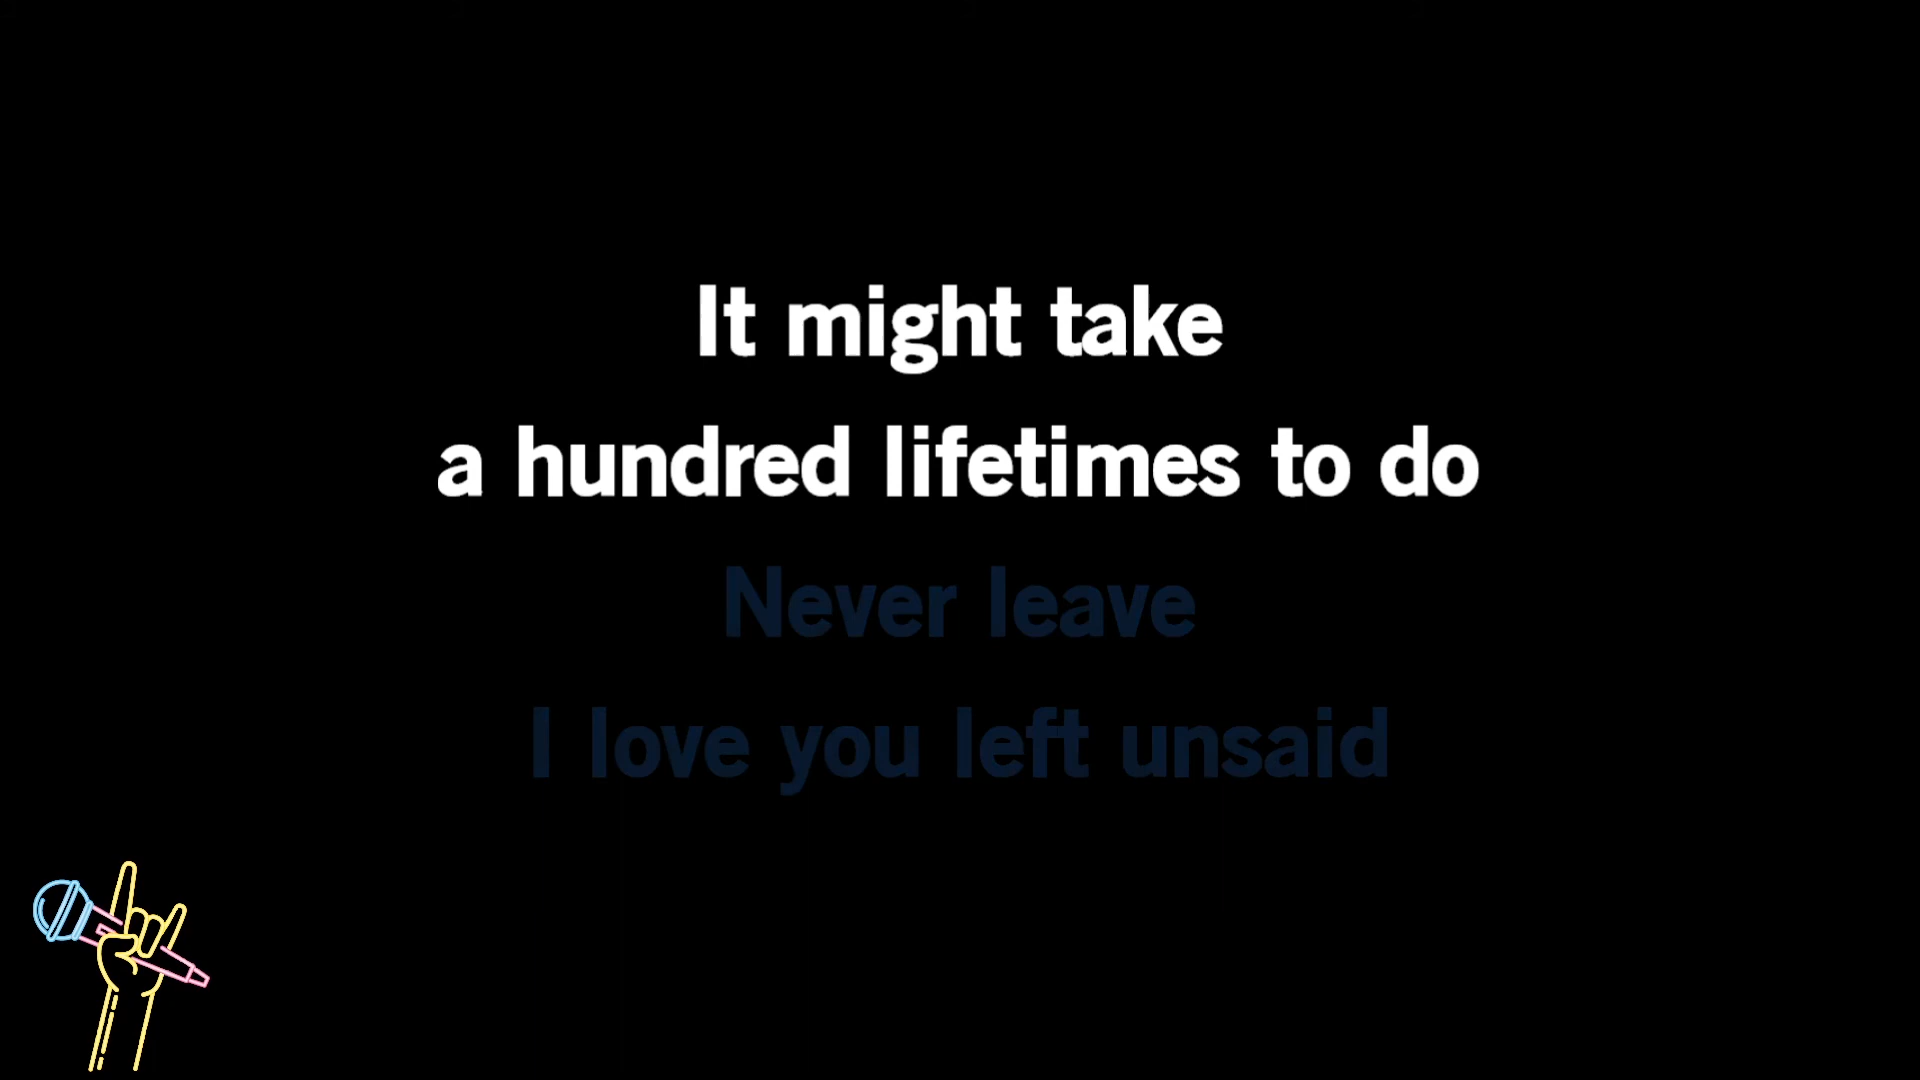 It might take
a hundred lifetimes to do
Never leave
I love you left unsaid